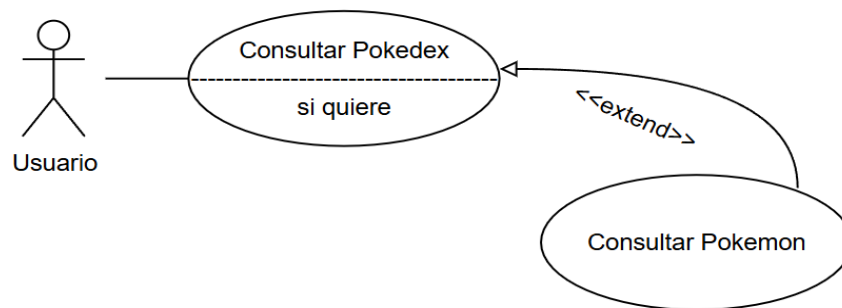 Consultar Pokedex
si quiere
Usuario
<<extend>>
Consultar Pokemon